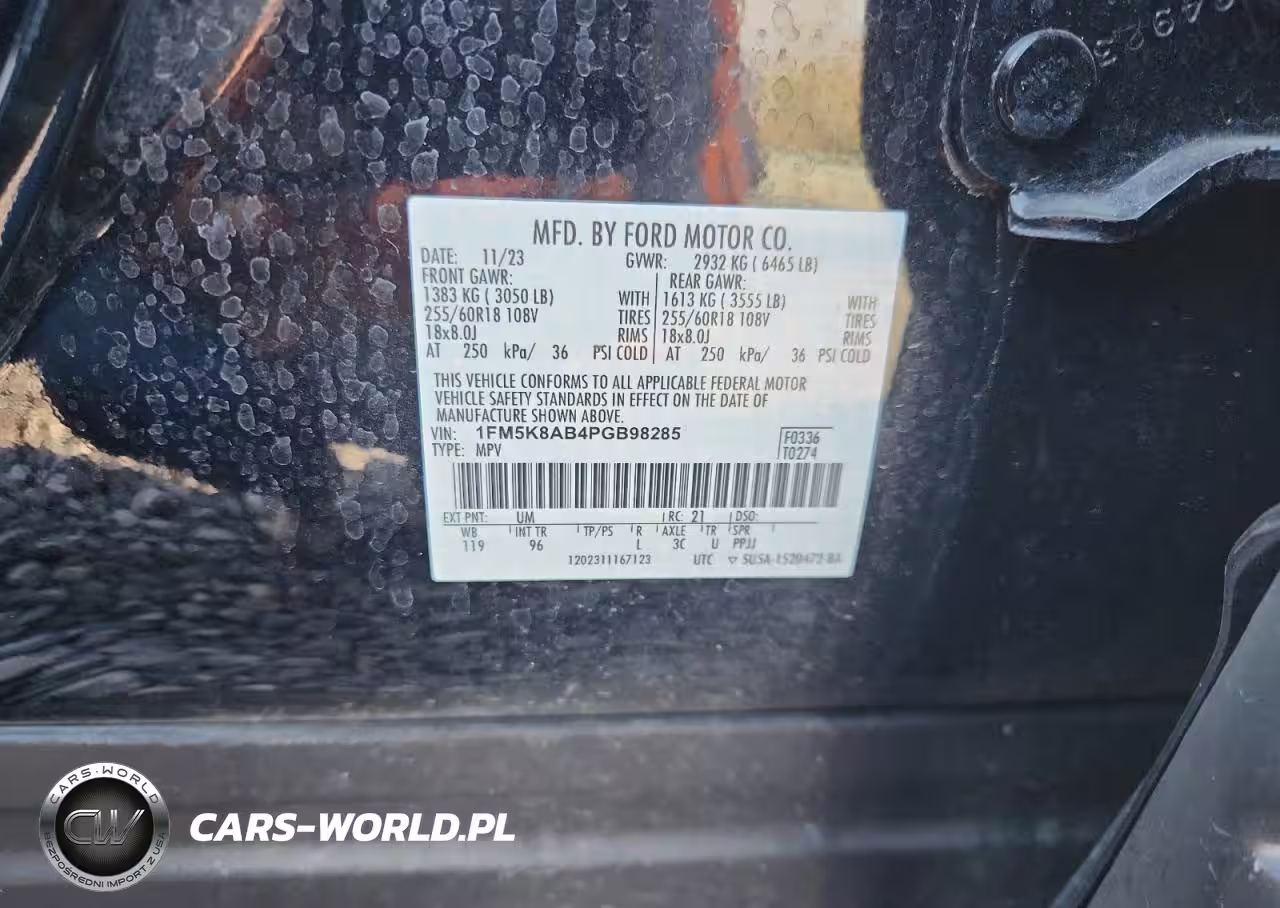 MFD. BY FORD MOTOR CO.
DATE: 11/23 GVWR: 2932 KG ( 6465 LB)
FRONT GAWR: REAR GAWR:
1383 KG ( 3050 LB) WITH 1613 KG ( 3555 LB) WITH
255/60R18 108V TIRES 255/60R18 108V TIRES
18x8.0J RIMS 18x8.0J RIMS
AT 250 kPa/ 36 PSI COLD AT 250 kPa/ 36 PSI COLD
THIS VEHICLE CONFORMS TO ALL APPLICABLE FEDERAL MOTOR
VEHICLE SAFETY STANDARDS IN EFFECT ON THE DATE OF
MANUFACTURE SHOWN ABOVE.
VIN: 1FM5K8AB4PGB98285 F0336
TYPE: MPV T0274
EXT PNT: UM RC: 21 DSO:
WB INT TR TP/PS R AXLE TR SPR
119 96 L 3C U PPJJ
1202311167123 UTC
CARS-WORLD
CW
BEZPOŚREDNI IMPORT Z USA
CARS-WORLD.PL